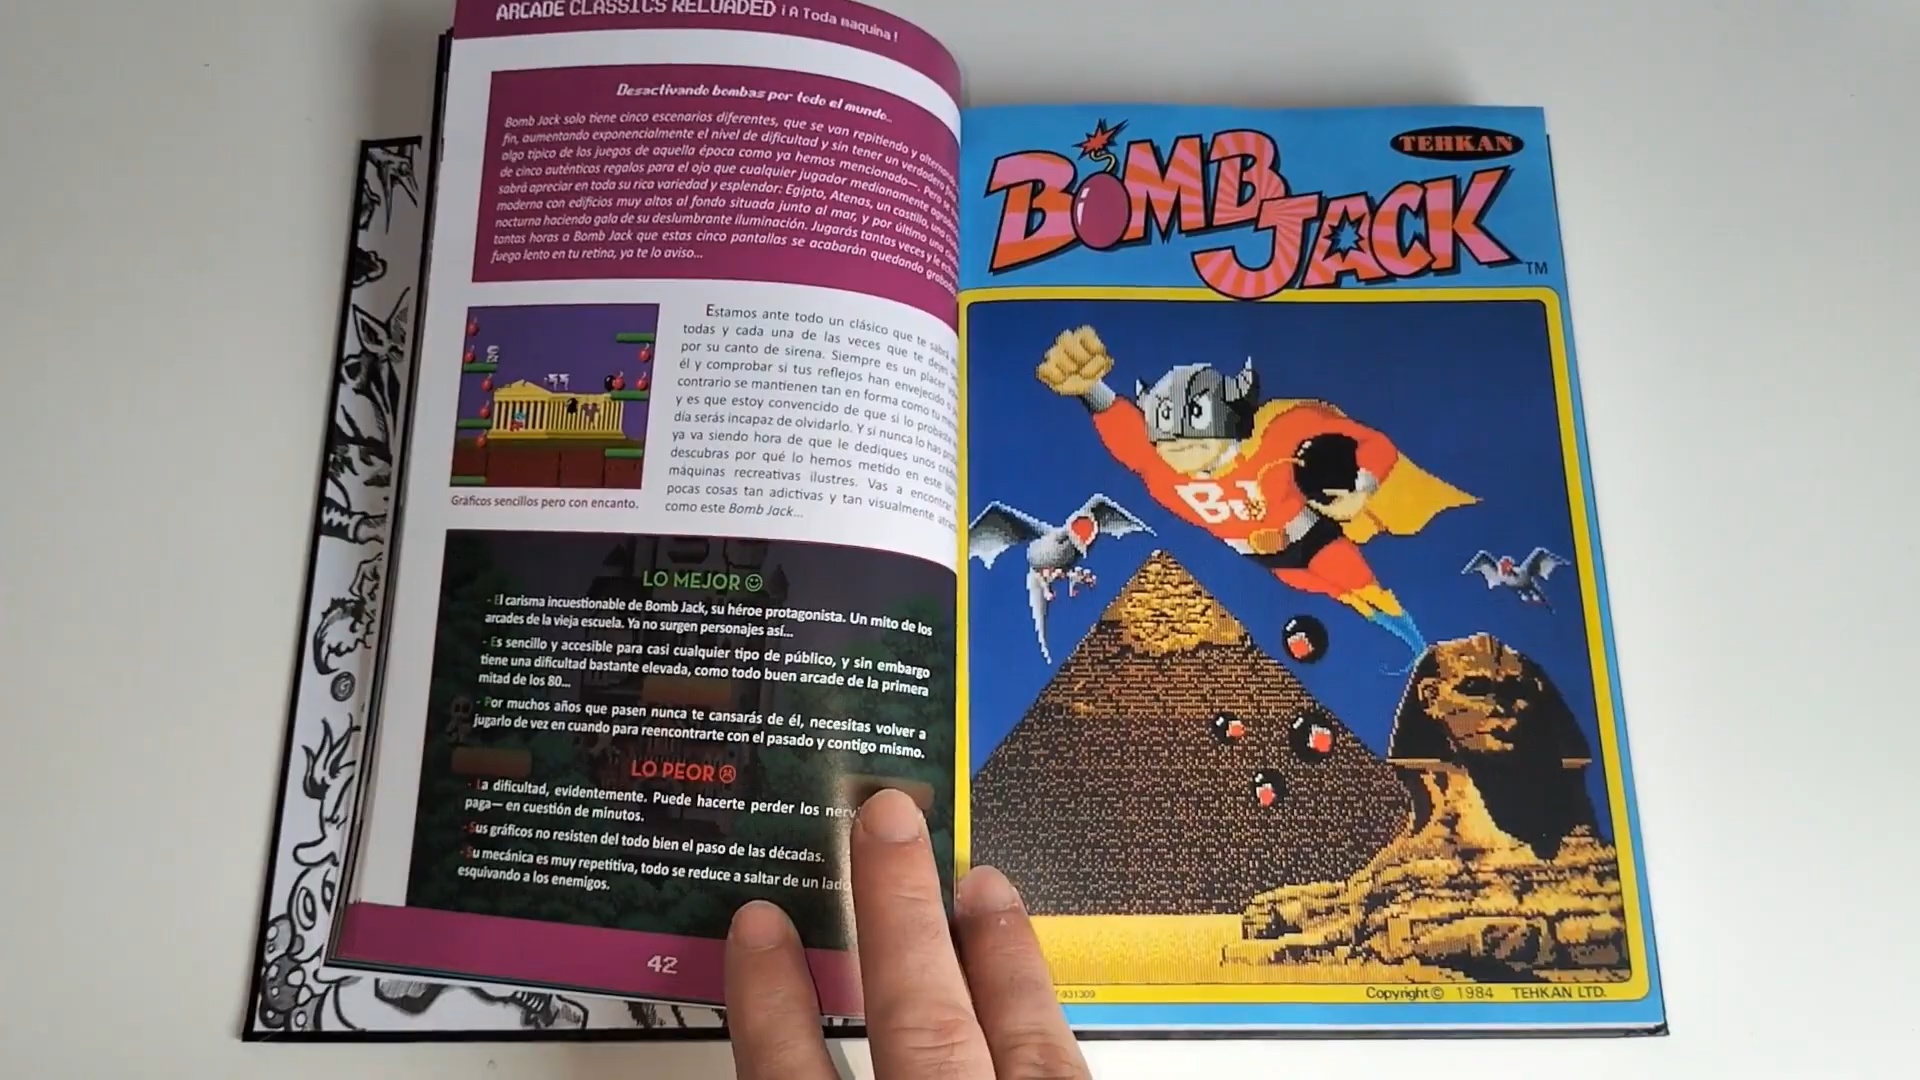 ARCADE CLASSICS RELOADED ¡A Toda maquina!
Desactivando bombas por todo el mundo...
Bomb Jack solo tiene cinco escenarios diferentes, que se van repitiendo y alternando
fin, aumentando exponencialmente el nivel de dificultad y sin tener un verdadero
algo típico de los juegos de aquella época como ya hemos mencionado—. Pero se
de cinco auténticos regalos para el ojo que cualquier jugador medianamente
sabrá apreciar en toda su rica variedad y esplendor: Egipto, Atenas, un castillo, una
moderna con edificios muy altos al fondo situada junto al mar, y por último una
nocturna haciendo gala de su deslumbrante iluminación. Jugarás tantas veces y le
tantas horas a Bomb Jack que estas cinco pantallas se acabarán quedando
fuego lento en tu retina, ya te lo aviso...
Estamos ante todo un clásico que te sabrá
todas y cada una de las veces que te dejes
por su canto de sirena. Siempre es un placer
él y comprobar si tus reflejos han envejecido o
contrario se mantienen tan en forma como tu
y es que estoy convencido de que si lo probaste
día serás incapaz de olvidarlo. Y si nunca lo has
ya va siendo hora de que le dediques unos
descubras por qué lo hemos metido en este
máquinas recreativas ilustres. Vas a encontrar
pocas cosas tan adictivas y tan visualmente
como este Bomb Jack...
Gráficos sencillos pero con encanto.
LO MEJOR
- El carisma incuestionable de Bomb Jack, su héroe protagonista. Un mito de los
arcades de la vieja escuela. Ya no surgen personajes así...
- Es sencillo y accesible para casi cualquier tipo de público, y sin embargo
tiene una dificultad bastante elevada, como todo buen arcade de la primera
mitad de los 80...
- Por muchos años que pasen nunca te cansarás de él, necesitas volver a
jugarlo de vez en cuando para reencontrarte con el pasado y contigo mismo.
LO PEOR
- La dificultad, evidentemente. Puede hacerte perder los
paga— en cuestión de minutos.
- Sus gráficos no resisten del todo bien el paso de las décadas.
- Su mecánica es muy repetitiva, todo se reduce a saltar de un lado
esquivando a los enemigos.
42
BOMB JACK TM
TEHKAN
BJ
Copyright© 1984 TEHKAN LTD.